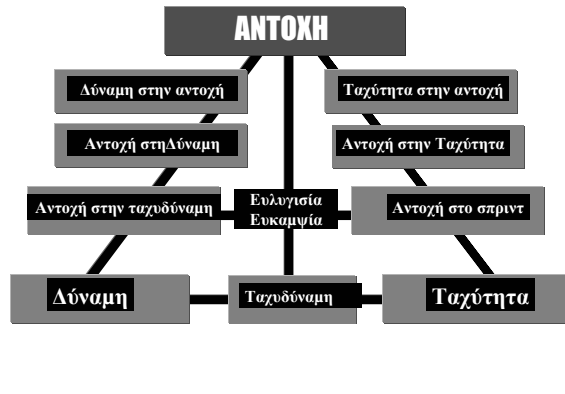 ΑΝΤΟΧΗ
Δύναμη στην αντοχή
Ταχύτητα στην αντοχή
Αντοχή στηΔύναμη
Αντοχή στην Ταχύτητα
Αντοχή στην ταχυδύναμη
Ευλυγισία
Ευκαμψία
Αντοχή στο σπριντ
Δύναμη
Ταχυδύναμη
Ταχύτητα